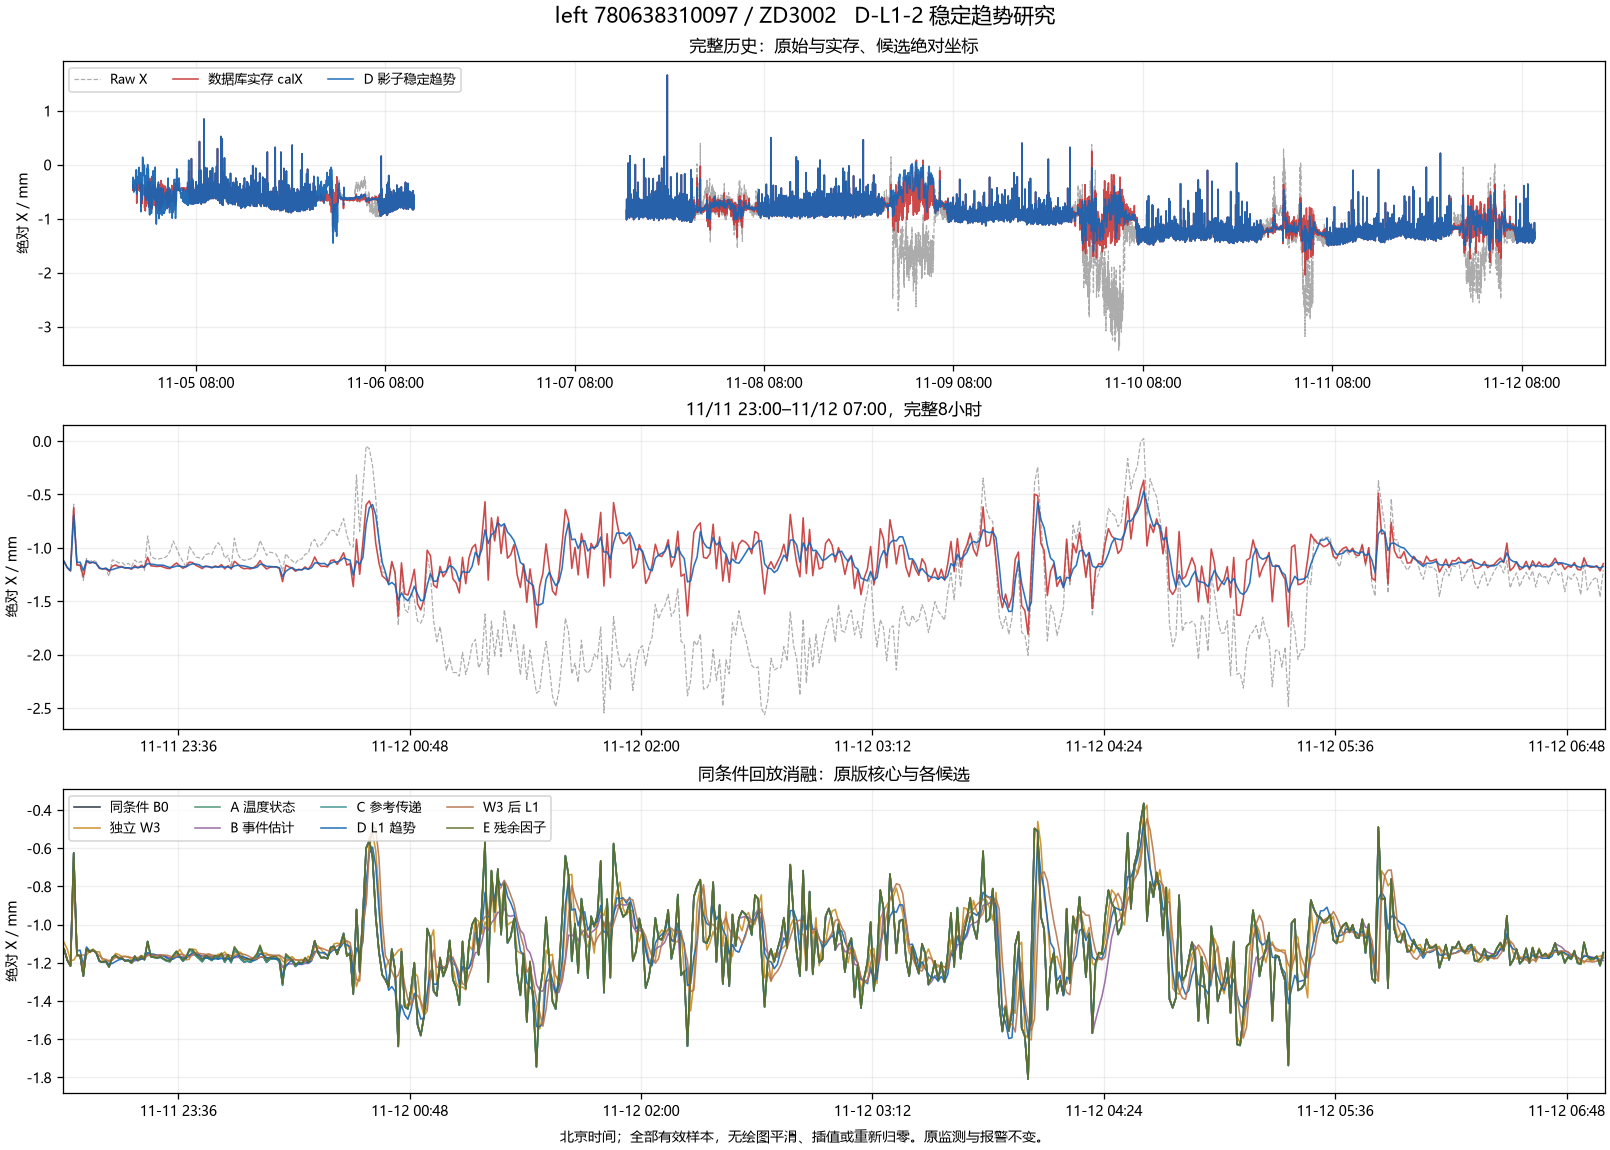 left 780638310097 / ZD3002   D-L1-2 稳定趋势研究
完整历史：原始与实存、候选绝对坐标
Raw X
数据库实存 calX
D 影子稳定趋势
绝对 X / mm
1
0
-1
-2
-3
11-05 08:00
11-06 08:00
11-07 08:00
11-08 08:00
11-09 08:00
11-10 08:00
11-11 08:00
11-12 08:00
11/11 23:00–11/12 07:00，完整8小时
绝对 X / mm
0.0
-0.5
-1.0
-1.5
-2.0
-2.5
11-11 23:36
11-12 00:48
11-12 02:00
11-12 03:12
11-12 04:24
11-12 05:36
11-12 06:48
同条件回放消融：原版核心与各候选
同条件 B0
A 温度状态
C 参考传递
W3 后 L1
独立 W3
B 事件估计
D L1 趋势
E 残余因子
绝对 X / mm
-0.4
-0.6
-0.8
-1.0
-1.2
-1.4
-1.6
-1.8
11-11 23:36
11-12 00:48
11-12 02:00
11-12 03:12
11-12 04:24
11-12 05:36
11-12 06:48
北京时间；全部有效样本，无绘图平滑、插值或重新归零。原监测与报警不变。